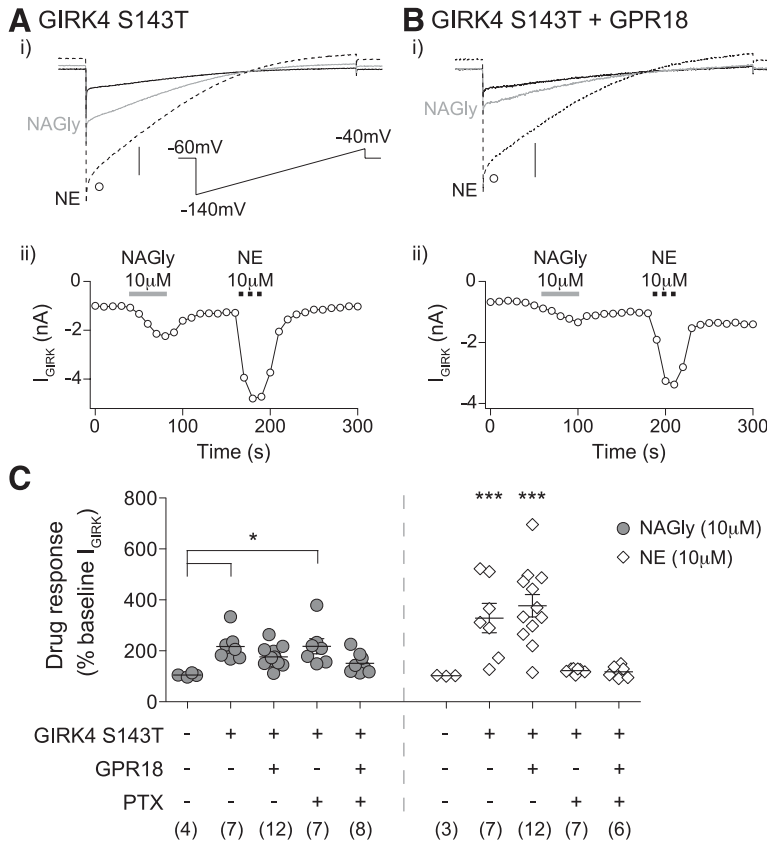 A GIRK4 S143T
i)
NAGly
NE
-60mV
-40mV
-140mV
ii)
NAGly
10μM
NE
10μM
0
-2
-4
I GIRK (nA)
0 100 200 300
Time (s)
B GIRK4 S143T + GPR18
i)
NAGly
NE
ii)
NAGly
10μM
NE
10μM
0
-2
-4
I GIRK (nA)
0 100 200 300
Time (s)
C
Drug response
(% baseline I GIRK)
800
600
400
200
0
*
*** ***
NAGly (10μM)
NE (10μM)
GIRK4 S143T - + + + + - + + + +
GPR18 - - + - + - - + - +
PTX - - - + + - - - + +
(4) (7) (12) (7) (8) (3) (7) (12) (7) (6)